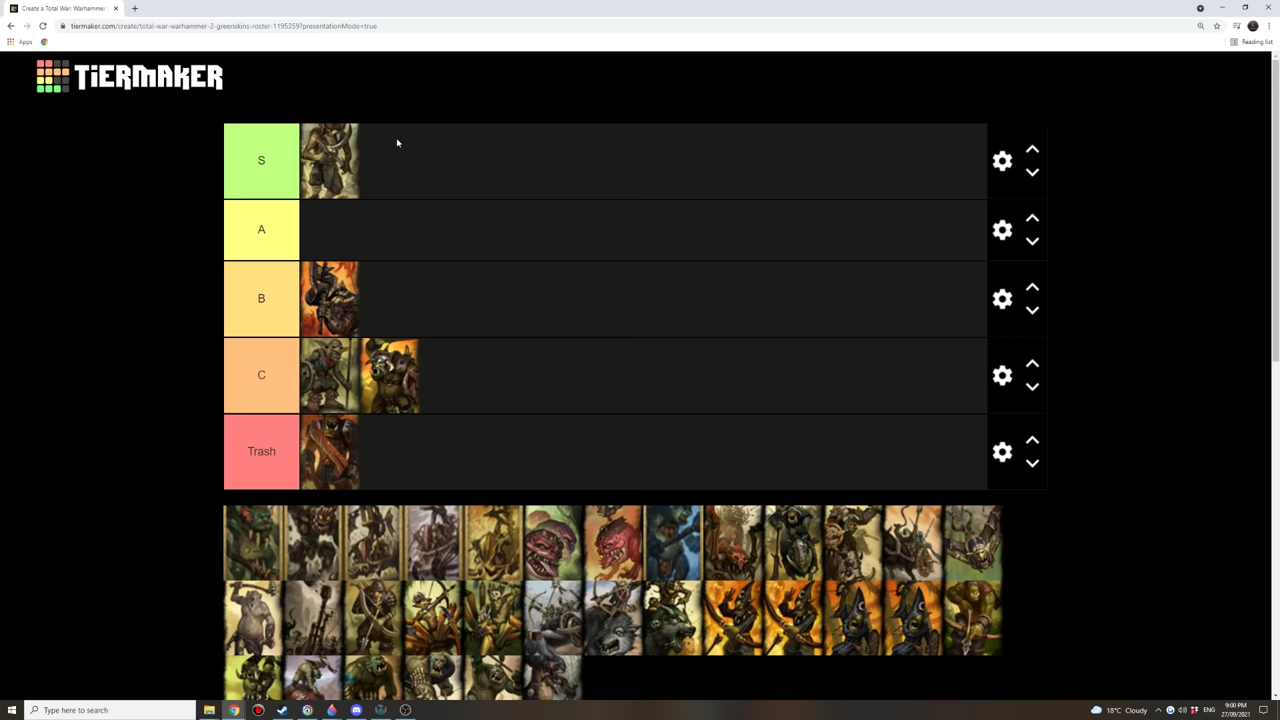 Create a Total War: Warhammer
tiermaker.com/create/total-war-warhammer-2-greenskins-roster-1195359?presentationMode=true
Apps
Reading list
TiERMAKER
S
A
B
C
Trash
Type here to search
18°C Cloudy
ENG
9:00 PM
27/09/2021